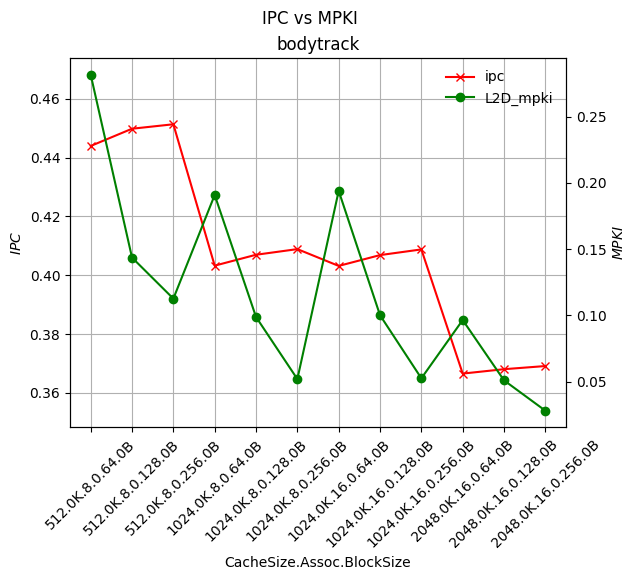 IPC vs MPKI
bodytrack
ipc
L2D_mpki
IPC
0.46
0.44
0.42
0.40
0.38
0.36
MPKI
0.25
0.20
0.15
0.10
0.05
512.0K.8.0.64.0B
512.0K.8.0.128.0B
512.0K.8.0.256.0B
1024.0K.8.0.64.0B
1024.0K.8.0.128.0B
1024.0K.8.0.256.0B
1024.0K.16.0.64.0B
1024.0K.16.0.128.0B
1024.0K.16.0.256.0B
2048.0K.16.0.64.0B
2048.0K.16.0.128.0B
2048.0K.16.0.256.0B
CacheSize.Assoc.BlockSize